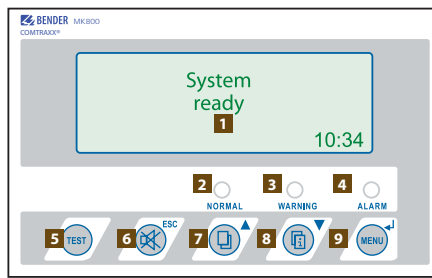 BENDER MK800
COMTRAXX®
System
ready
1
10:34
2 3 4
NORMAL WARNING ALARM
5 TEST 6 ESC 7 8 i 9 MENU